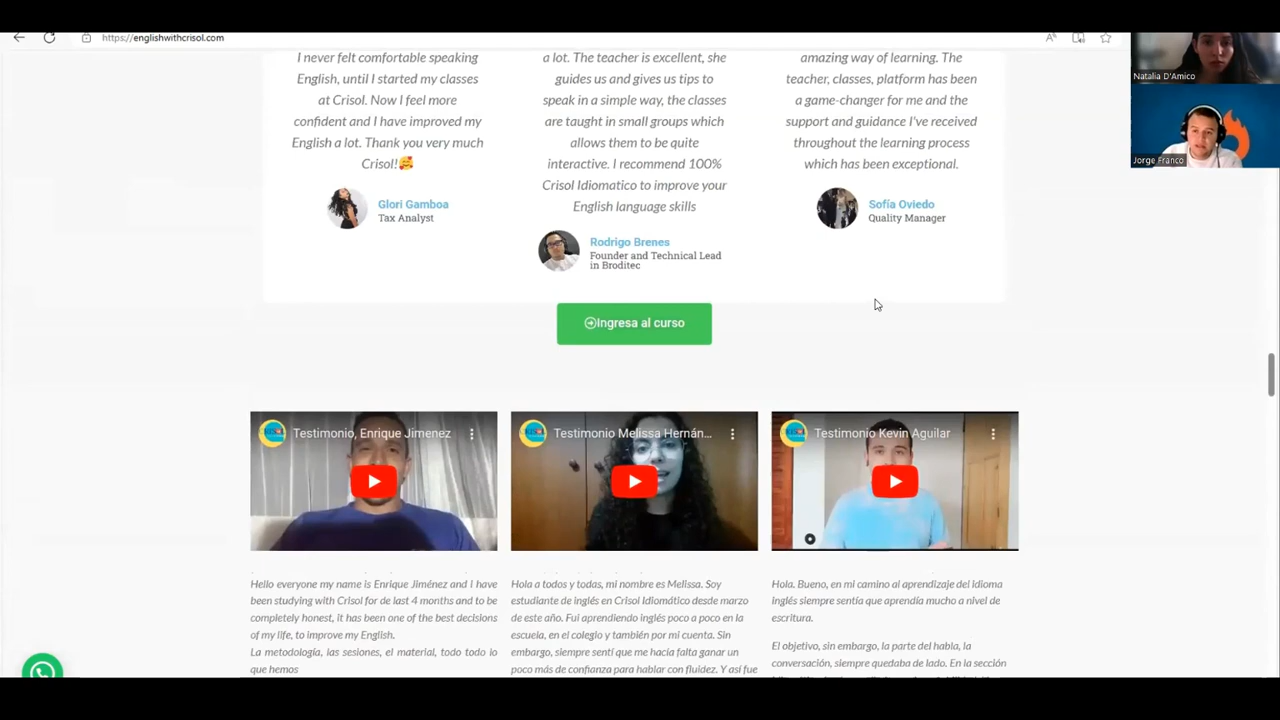 https://englishwithcrisol.com
Natalia D'Amico
Jorge Franco
I never felt comfortable speaking
English, until I started my classes
at Crisol. Now I feel more
confident and I have improved my
English a lot. Thank you very much
Crisol!🥰
Glori Gamboa
Tax Analyst
a lot. The teacher is excellent, she
guides us and gives us tips to
speak in a simple way, the classes
are taught in small groups which
allows them to be quite
interactive. I recommend 100%
Crisol Idiomatico to improve your
English language skills
Rodrigo Brenes
Founder and Technical Lead
in Broditec
amazing way of learning. The
teacher, classes, platform has been
a game-changer for me and the
support and guidance I've received
throughout the learning process
which has been exceptional.
Sofía Oviedo
Quality Manager
Ingresa al curso
Testimonio, Enrique Jimenez
Testimonio Melissa Hernán...
Testimonio Kevin Aguilar
Hello everyone my name is Enrique Jiménez and I have
been studying with Crisol for de last 4 months and to be
completely honest, it has been one of the best decisions
of my life, to improve my English.
La metodología, las sesiones, el material, todo todo lo
que hemos
Hola a todos y todas, mi nombre es Melissa. Soy
estudiante de inglés en Crisol Idiomático desde marzo
de este año. Fui aprendiendo inglés poco a poco en la
escuela, en el colegio y también por mi cuenta. Sin
embargo, siempre sentí que me hacía falta ganar un
poco más de confianza para hablar con fluidez. Y así fue
Hola. Bueno, en mi camino al aprendizaje del idioma
inglés siempre sentía que aprendía mucho a nivel de
escritura.
El objetivo, sin embargo, la parte del habla, la
conversación, siempre quedaba de lado. En la sección